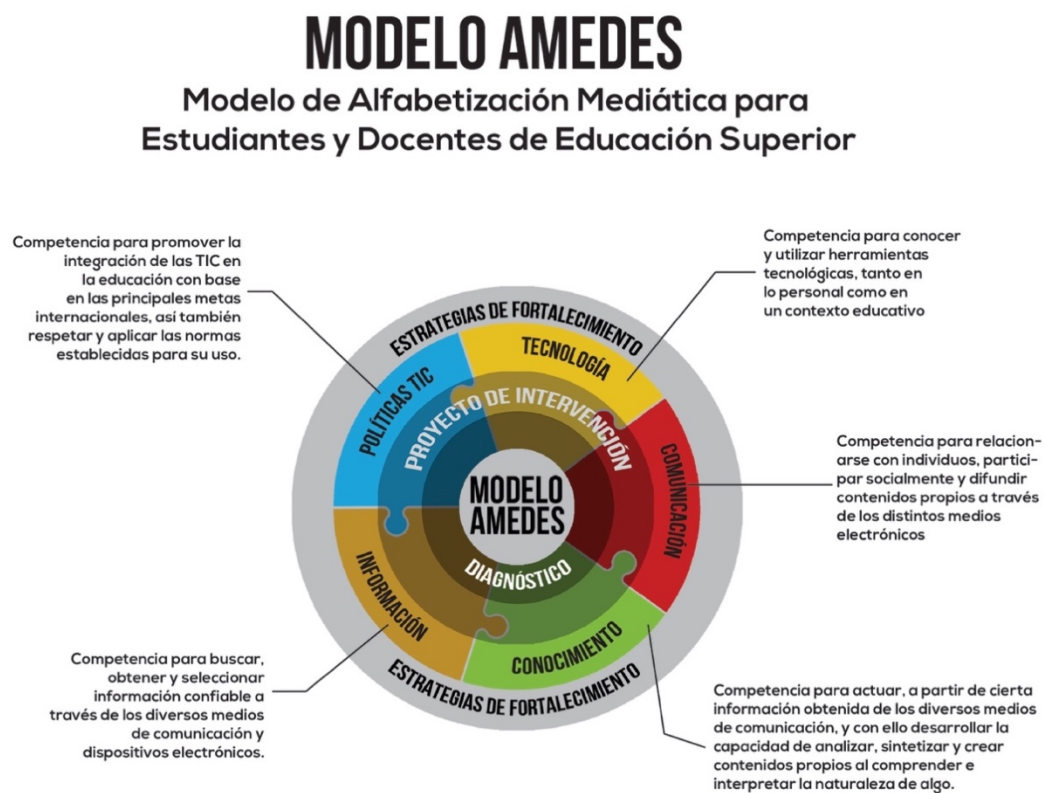 MODELO AMEDES
Modelo de Alfabetización Mediática para
Estudiantes y Docentes de Educación Superior
Competencia para promover la
integración de las TIC en
la educación con base
en las principales metas
internacionales, así también
respetar y aplicar las normas
establecidas para su uso.
Competencia para conocer
y utilizar herramientas
tecnológicas, tanto en
lo personal como en
un contexto educativo
ESTRATEGIAS DE FORTALECIMIENTO
POLÍTICAS TIC
TECNOLOGÍA
PROYECTO DE INTERVENCIÓN
COMUNICACIÓN
MODELO
AMEDES
DIAGNÓSTICO
INFORMACIÓN
CONOCIMIENTO
ESTRATEGIAS DE FORTALECIMIENTO
Competencia para relacion-
arse con individuos, partici-
par socialmente y difundir
contenidos propios a través
de los distintos medios
electrónicos
Competencia para buscar,
obtener y seleccionar
información confiable a
través de los diversos medios
de comunicación y
dispositivos electrónicos.
Competencia para actuar, a partir de cierta
información obtenida de los diversos medios
de comunicación, y con ello desarrollar la
capacidad de analizar, sintetizar y crear
contenidos propios al comprender e
interpretar la naturaleza de algo.